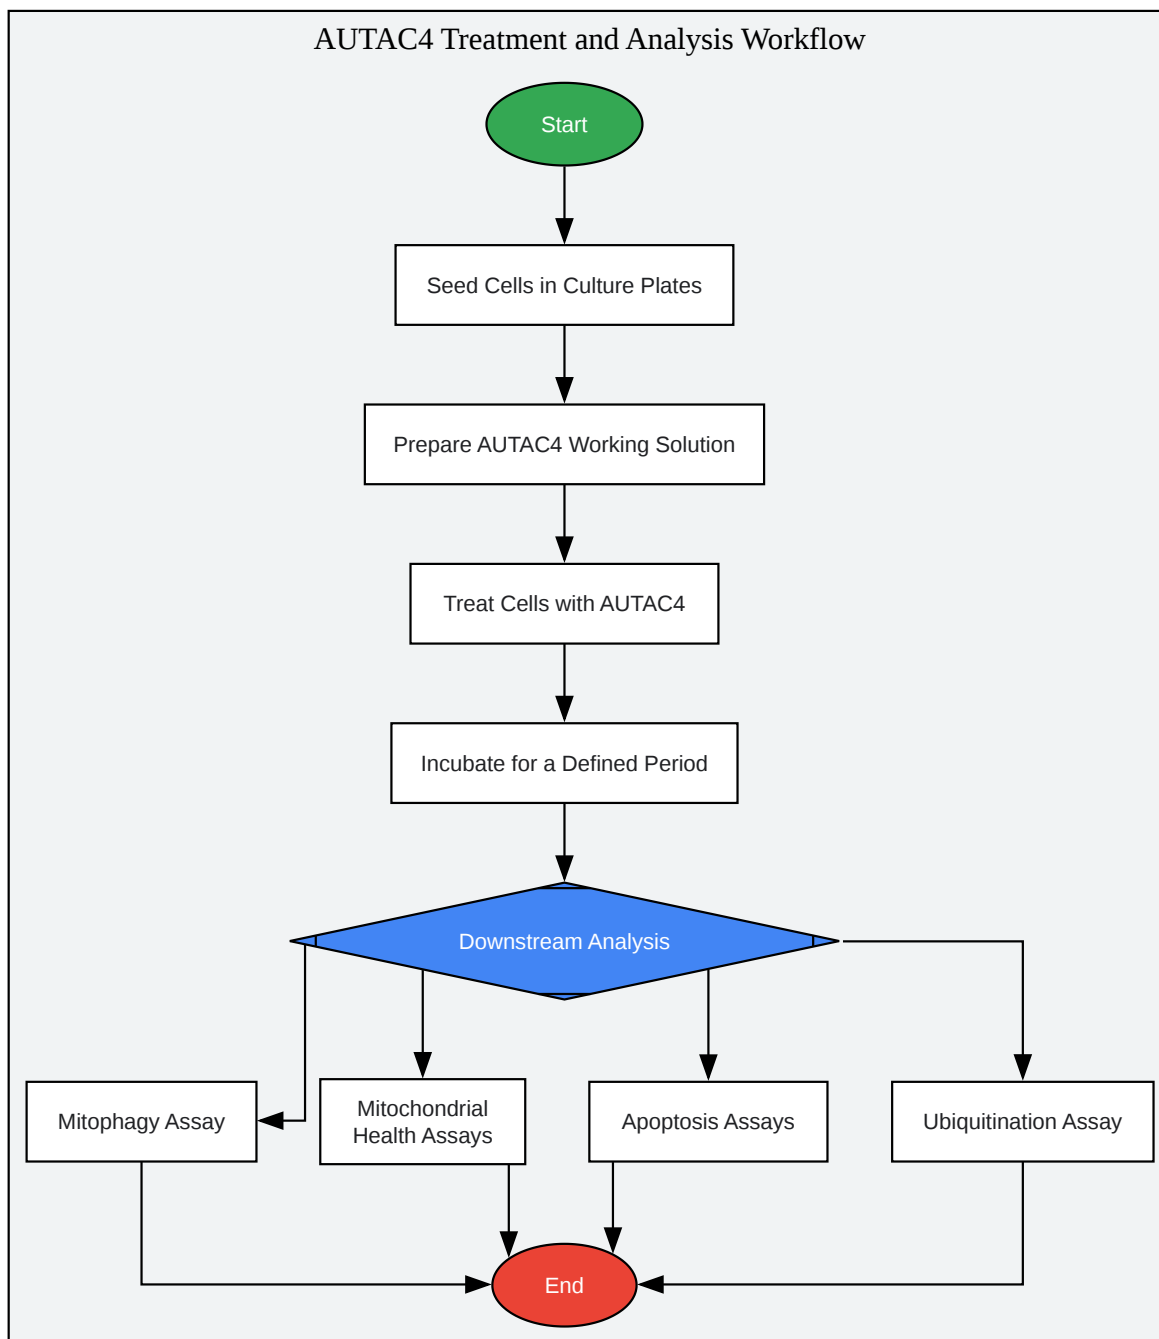 AUTAC4 Treatment and Analysis Workflow
Start
Seed Cells in Culture Plates
Prepare AUTAC4 Working Solution
Treat Cells with AUTAC4
Incubate for a Defined Period
Downstream Analysis
Mitophagy Assay
Mitochondrial
Health Assays
Apoptosis Assays
Ubiquitination Assay
End